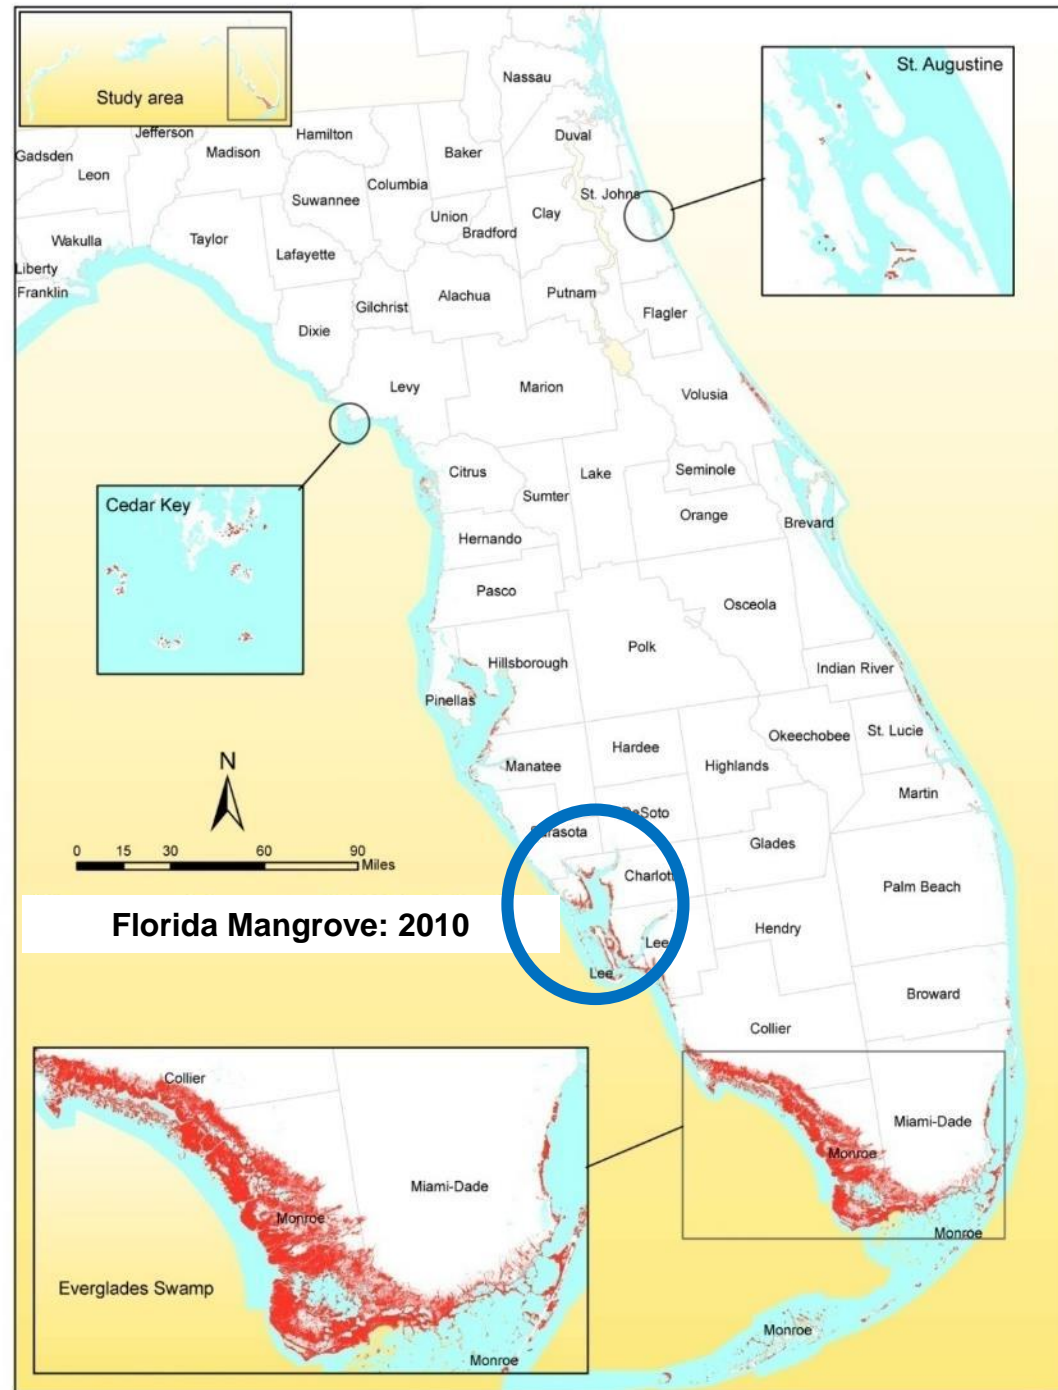 Study area
Nassau
St. Augustine
Jefferson
Hamilton
Duval
Gadsden
Madison
Baker
Leon
Columbia
St. Johns
Suwannee
Union
Clay
Bradford
Wakulla
Taylor
Lafayette
Liberty
Franklin
Gilchrist
Alachua
Putnam
Flagler
Dixie
Levy
Marion
Volusia
Citrus
Lake
Seminole
Sumter
Cedar Key
Orange
Brevard
Hernando
Pasco
Osceola
Polk
Hillsborough
Indian River
Pinellas
Okeechobee
St. Lucie
Hardee
Manatee
Highlands
N
Martin
DeSoto
Sarasota
Glades
0 15 30 60 90
Miles
Charlott
Palm Beach
Florida Mangrove: 2010
Hendry
Lee
Lee
Broward
Collier
Collier
Miami-Dade
Monroe
Miami-Dade
Monroe
Monroe
Everglades Swamp
Monroe
Monroe